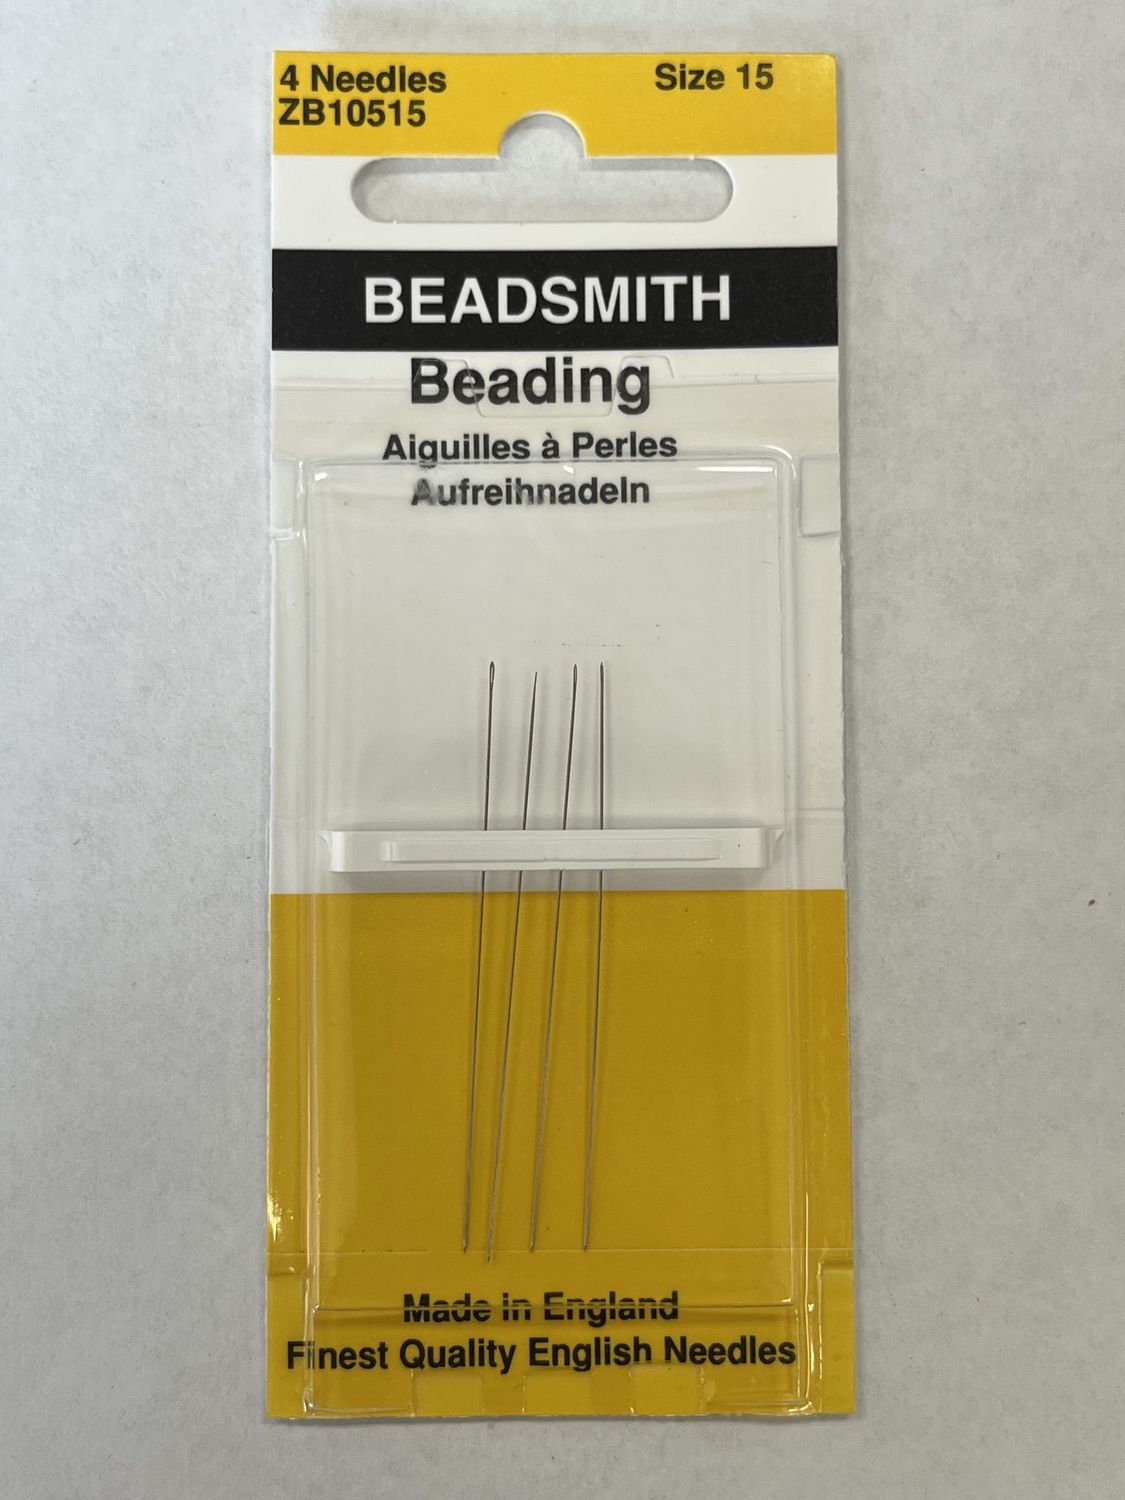 4 Needles
Size 15
ZB10515
BEADSMITH
Beading
Aiguilles à Perles
Aufreihnadeln
Made in England
Finest Quality English Needles